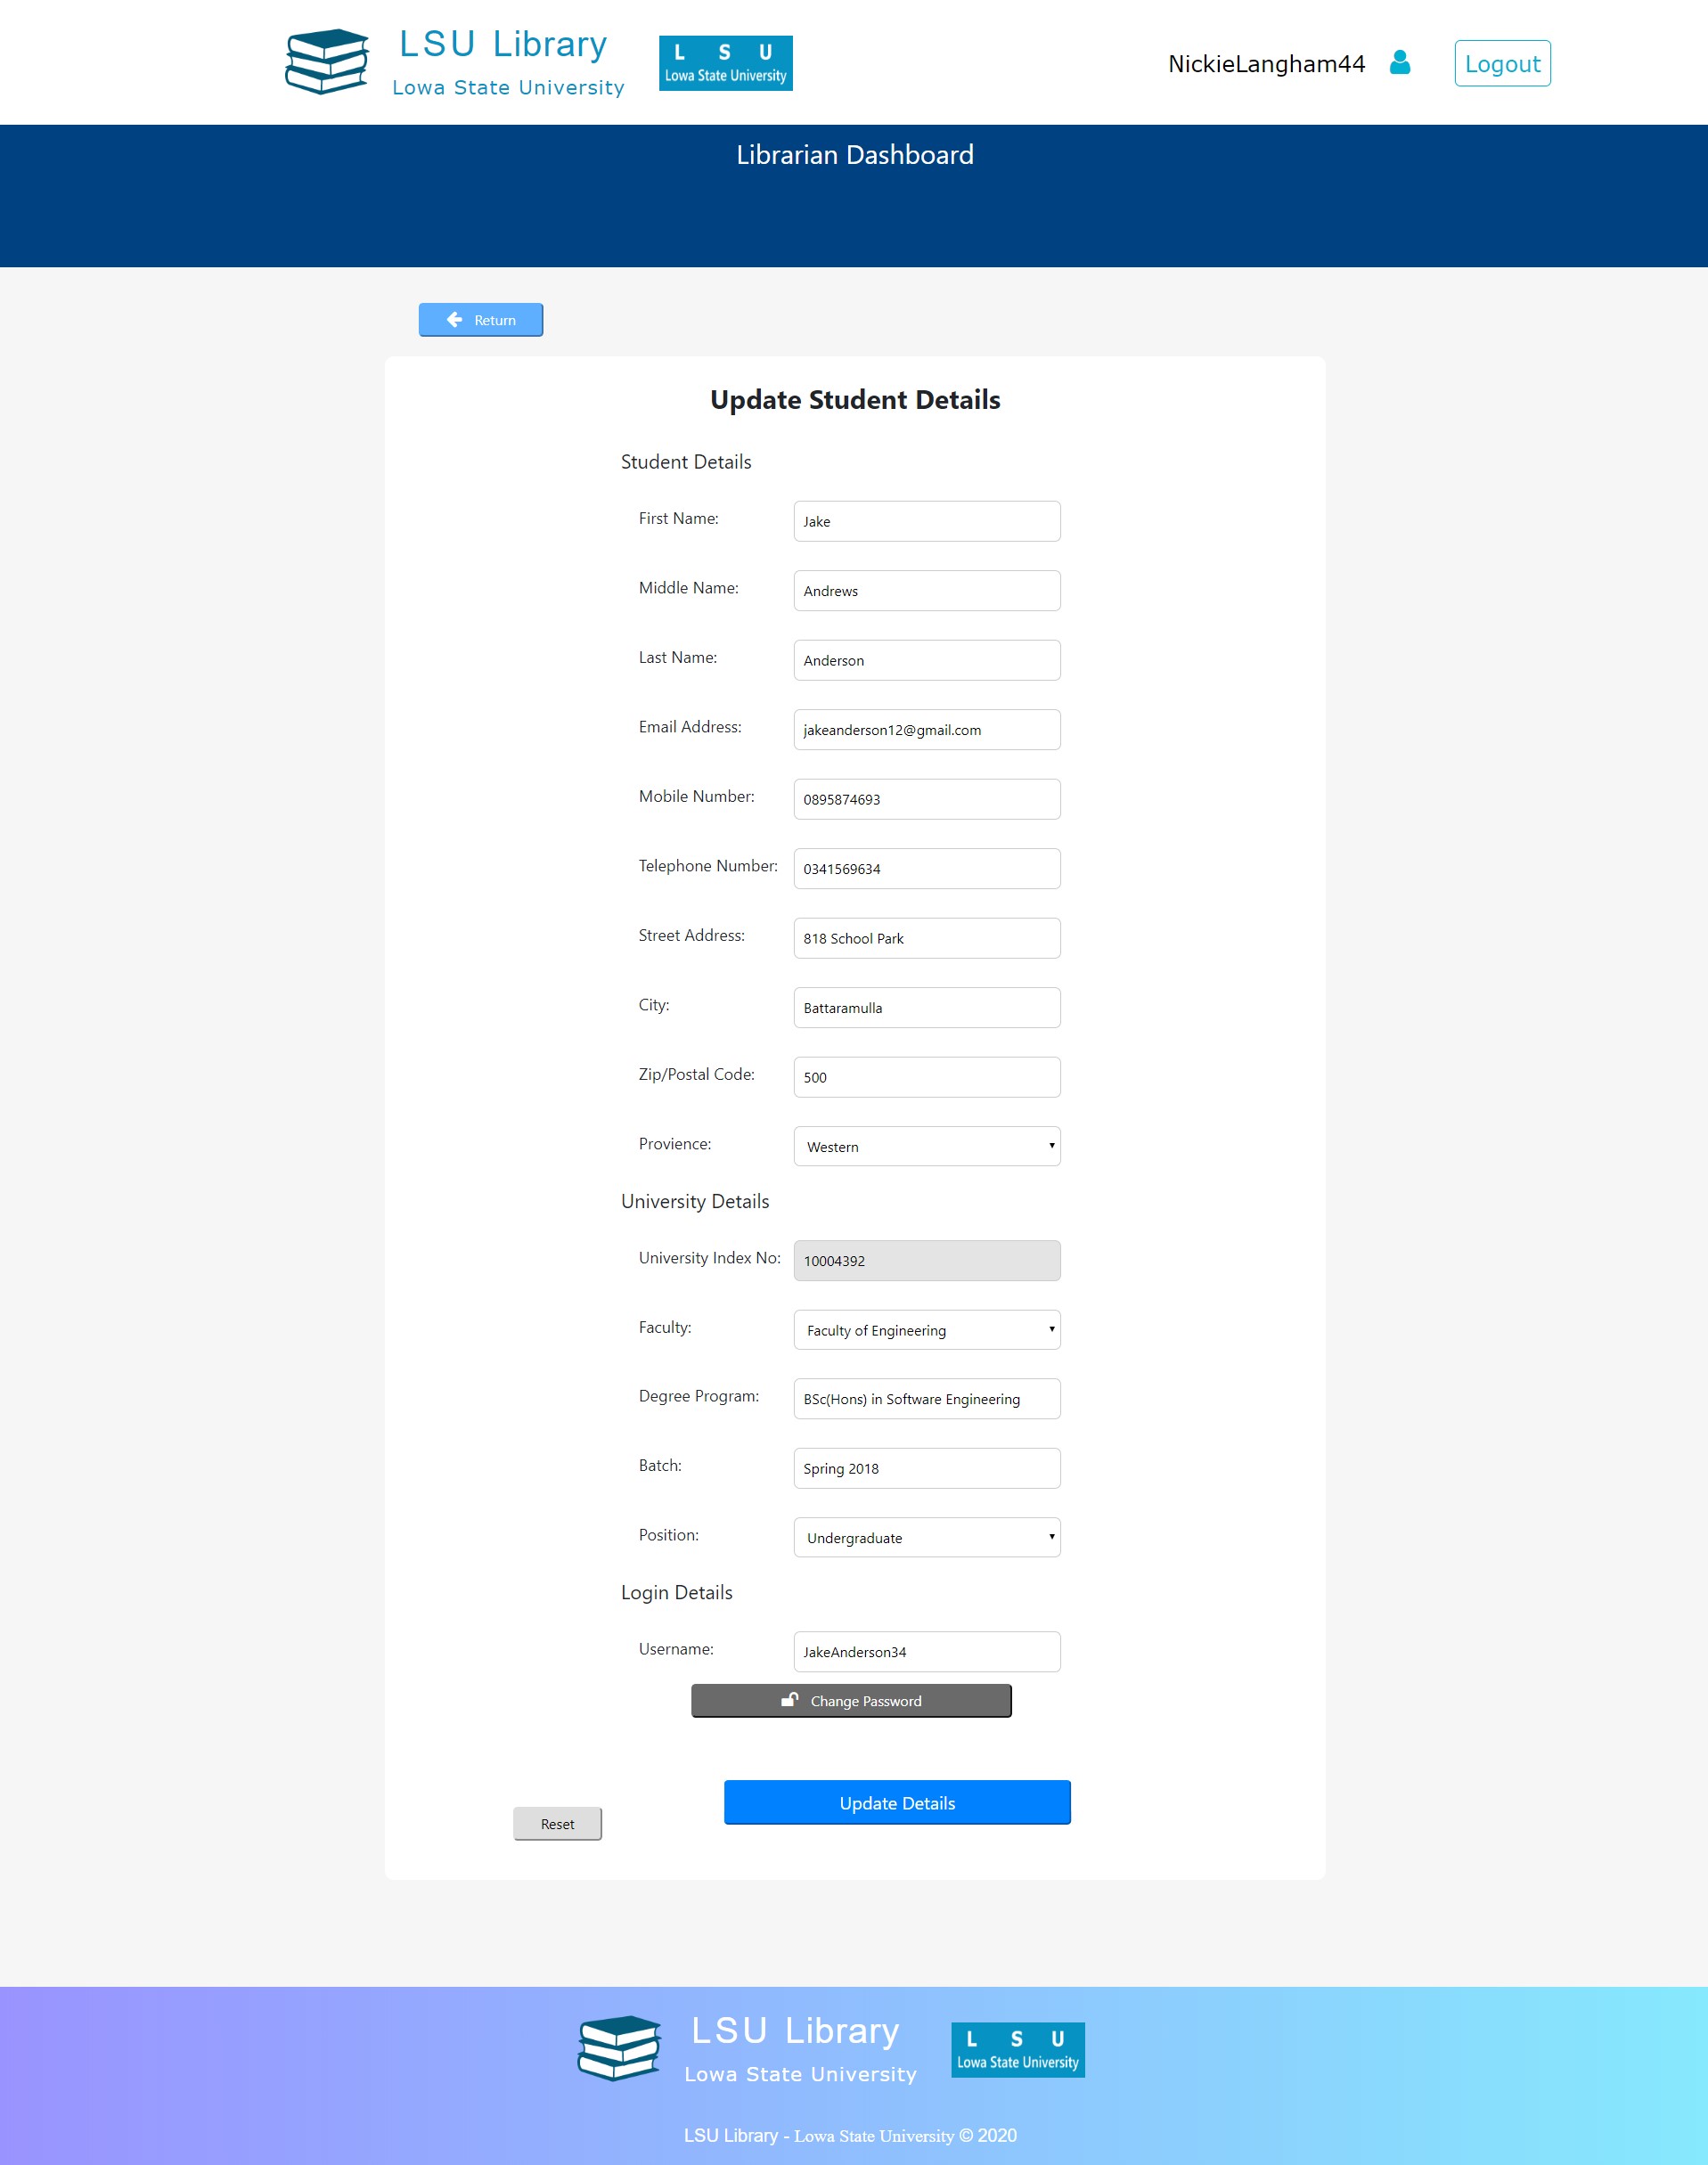 LSU Library
Lowa State University
L S U
Lowa State University
NickieLangham44
Logout
Librarian Dashboard
Return
Update Student Details
Student Details
First Name: Jake
Middle Name: Andrews
Last Name: Anderson
Email Address: jakeanderson12@gmail.com
Mobile Number: 0895874693
Telephone Number: 0341569634
Street Address: 818 School Park
City: Battaramulla
Zip/Postal Code: 500
Provience: Western
University Details
University Index No: 10004392
Faculty: Faculty of Engineering
Degree Program: BSc(Hons) in Software Engineering
Batch: Spring 2018
Position: Undergraduate
Login Details
Username: JakeAnderson34
Change Password
Update Details
Reset
LSU Library
Lowa State University
L S U
Lowa State University
LSU Library - Lowa State University © 2020